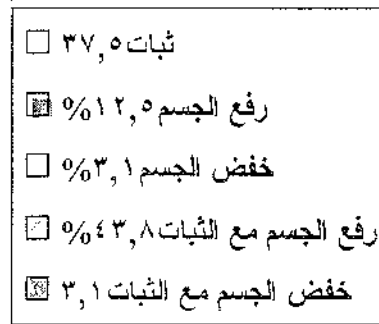 ثبات ٣٧,٥
رفع الجسم ١٢,٥%
خفض الجسم ٣,١%
رفع الجسم مع الثبات ٤٣,٨%
خفض الجسم مع الثبات ٣,١